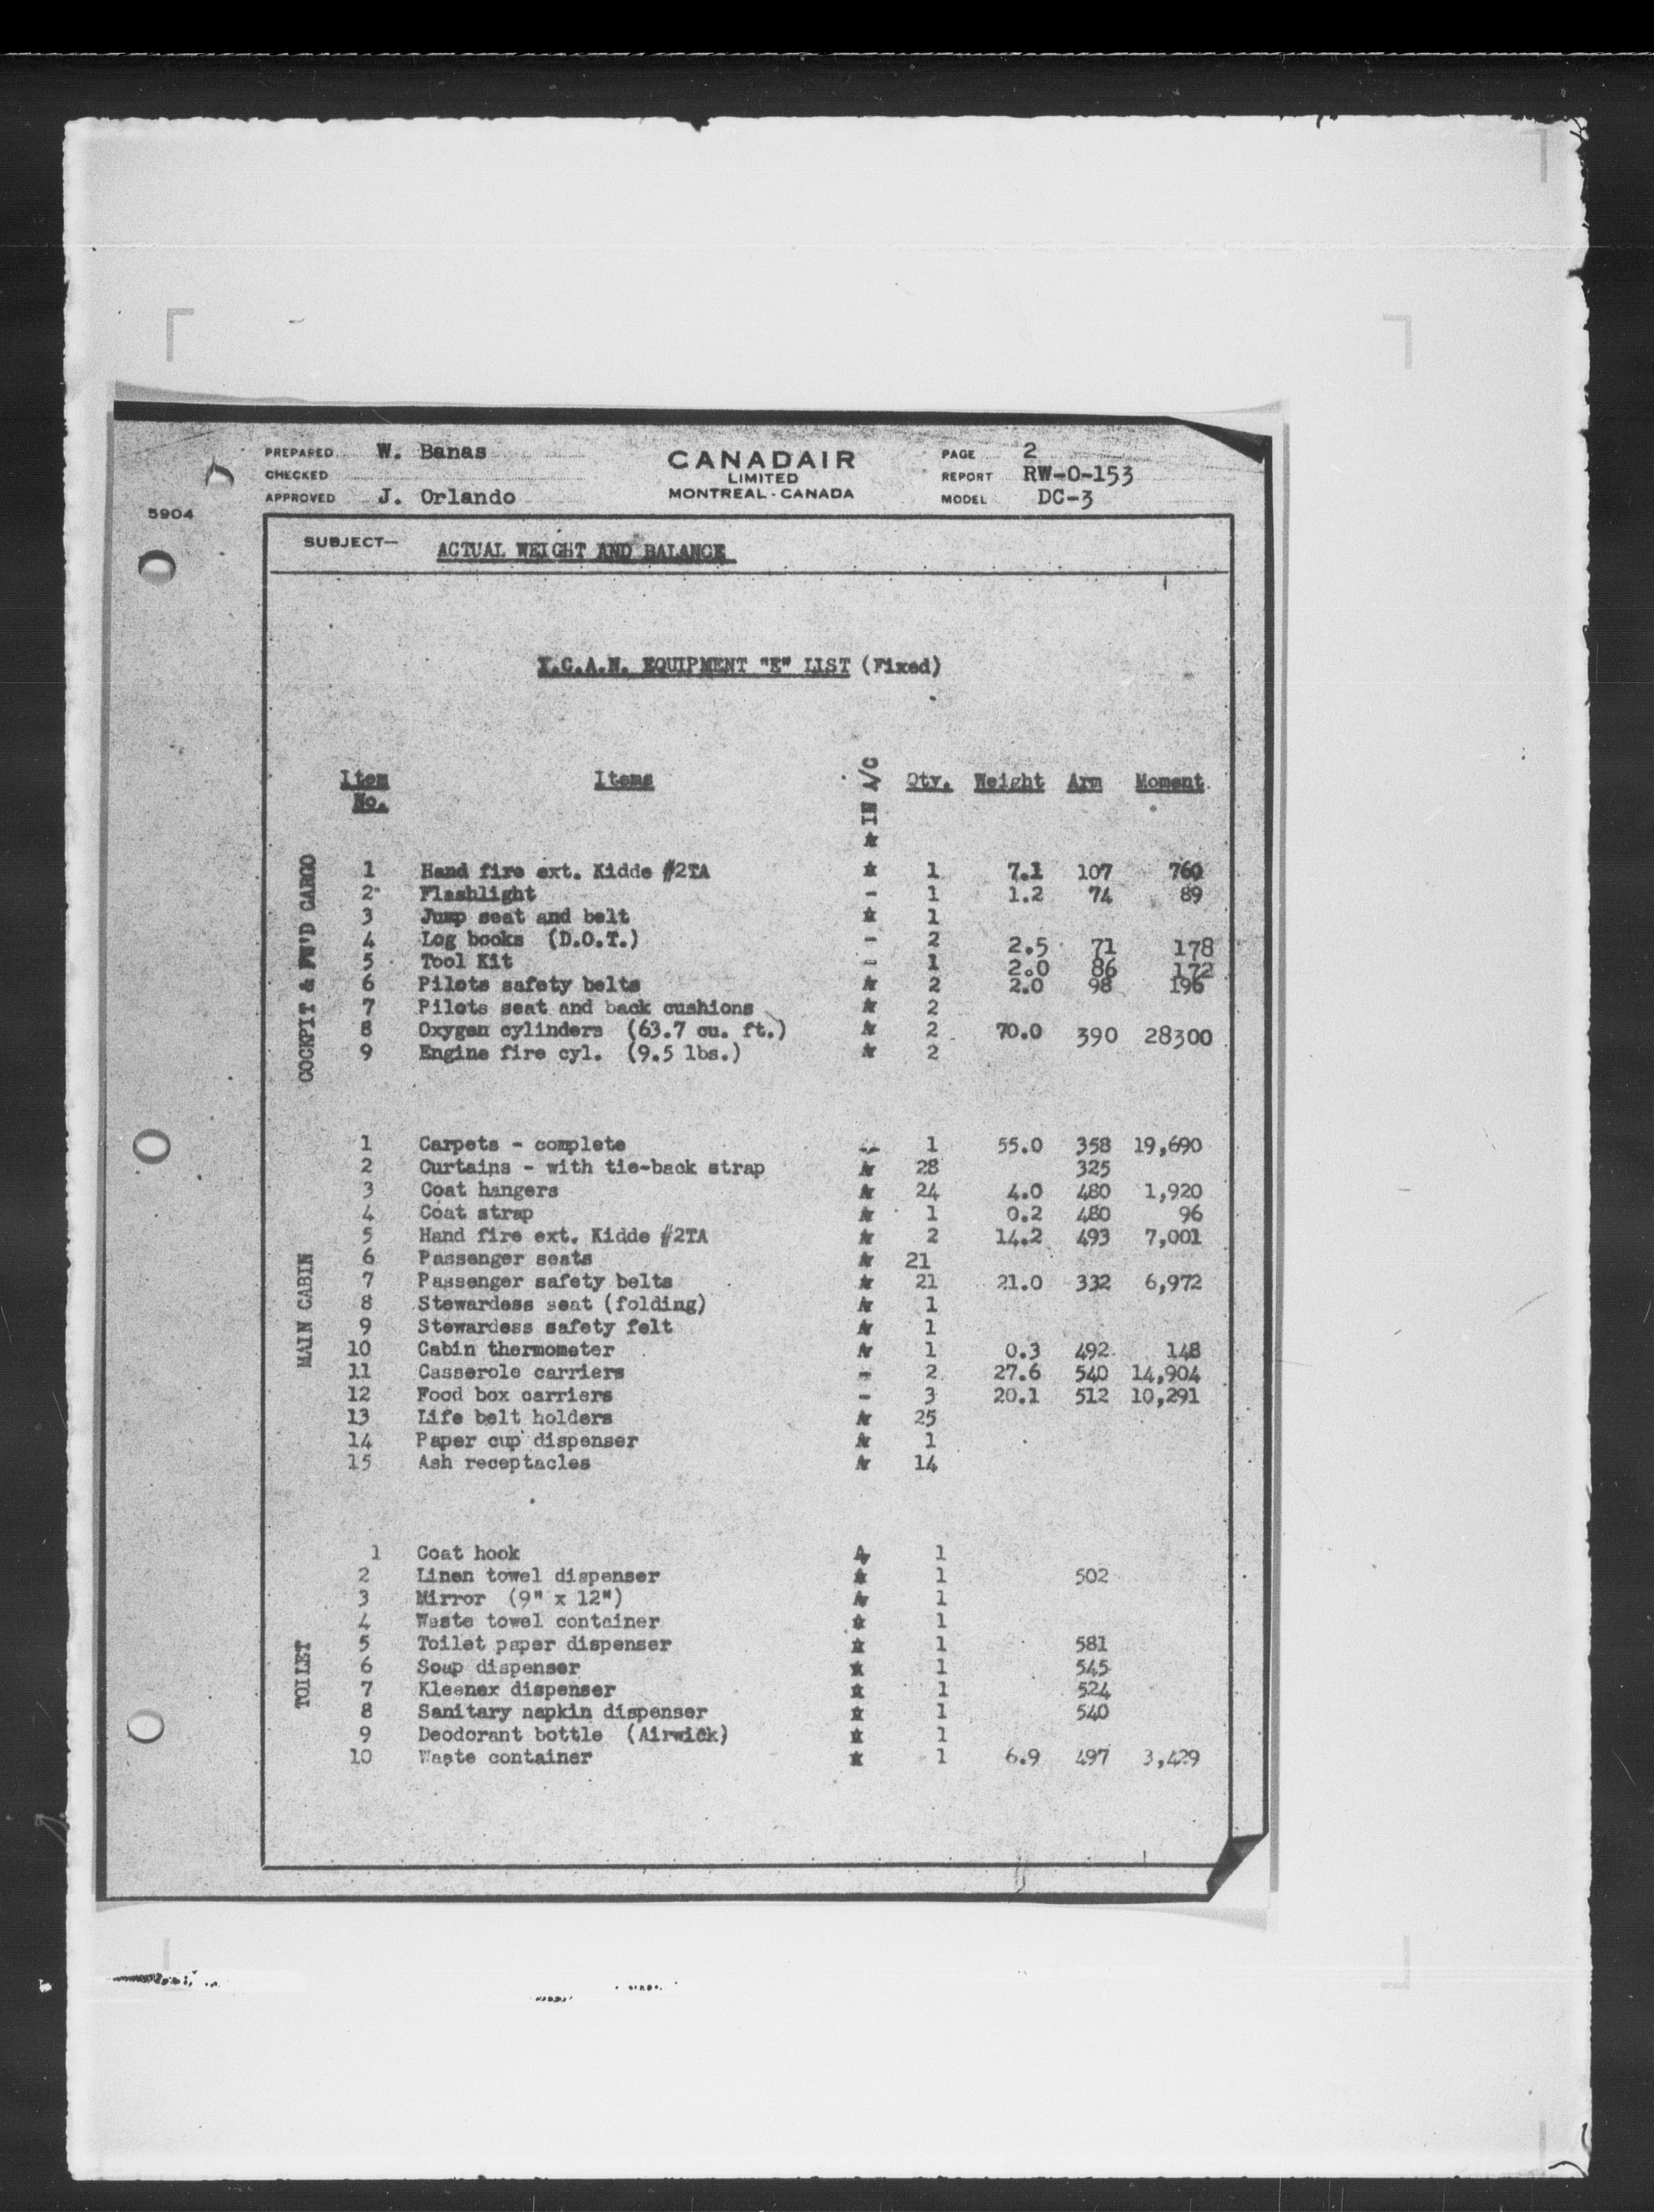 PREPARED W. Banas CANADAIR PAGE 2
CHECKED LIMITED REPORT RW-0-153
APPROVED J. Orlando MONTREAL - CANADA MODEL DC-3
5904
SUBJECT— ACTUAL WEIGHT AND BALANCE
EQUIPMENT "E" LIST (Fixed)
Item No. Items * IN A/C Qty. Weight Arm Moment
COCKPIT & FW'D CARGO
1 Hand fire ext. Kidde #2TA * 1 7.1 107 760
2 Flashlight - 1 1.2 74 89
3 Jump seat and belt * 1
4 Log books (D.O.T.) - 2 2.5 71 178
5 Tool Kit - 1 2.0 86 172
6 Pilots safety belts * 2 2.0 98 196
7 Pilots seat and back cushions * 2
8 Oxygen cylinders (63.7 cu. ft.) * 2 70.0 390 28300
9 Engine fire cyl. (9.5 lbs.) * 2
MAIN CABIN
1 Carpets - complete - 1 55.0 358 19,690
2 Curtains - with tie-back strap * 28 325
3 Coat hangers * 24 4.0 480 1,920
4 Coat strap * 1 0.2 480 96
5 Hand fire ext. Kidde #2TA * 2 14.2 493 7,001
6 Passenger seats * 21
7 Passenger safety belts * 21 21.0 332 6,972
8 Stewardess seat (folding) * 1
9 Stewardess safety felt * 1
10 Cabin thermometer * 1 0.3 492 148
11 Casserole carriers - 2 27.6 540 14,904
12 Food box carriers - 3 20.1 512 10,291
13 Life belt holders * 25
14 Paper cup dispenser * 1
15 Ash receptacles * 14
TOILET
1 Coat hook * 1
2 Linen towel dispenser * 1 502
3 Mirror (9" x 12") * 1
4 Waste towel container * 1
5 Toilet paper dispenser * 1 581
6 Soap dispenser * 1 545
7 Kleenex dispenser * 1 524
8 Sanitary napkin dispenser * 1 540
9 Deodorant bottle (Airwick) * 1
10 Waste container * 1 6.9 497 3,429